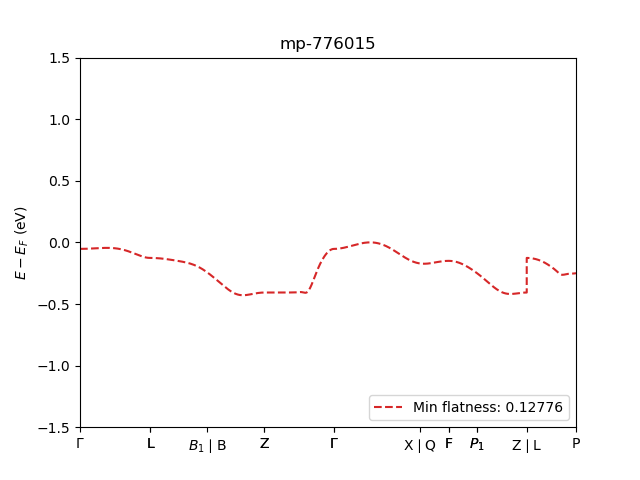 mp-776015
E − E_F (eV)
1.5
1.0
0.5
0.0
−0.5
−1.0
−1.5
Min flatness: 0.12776
Γ L B₁ | B Z Γ X | Q F P₁ Z | L P